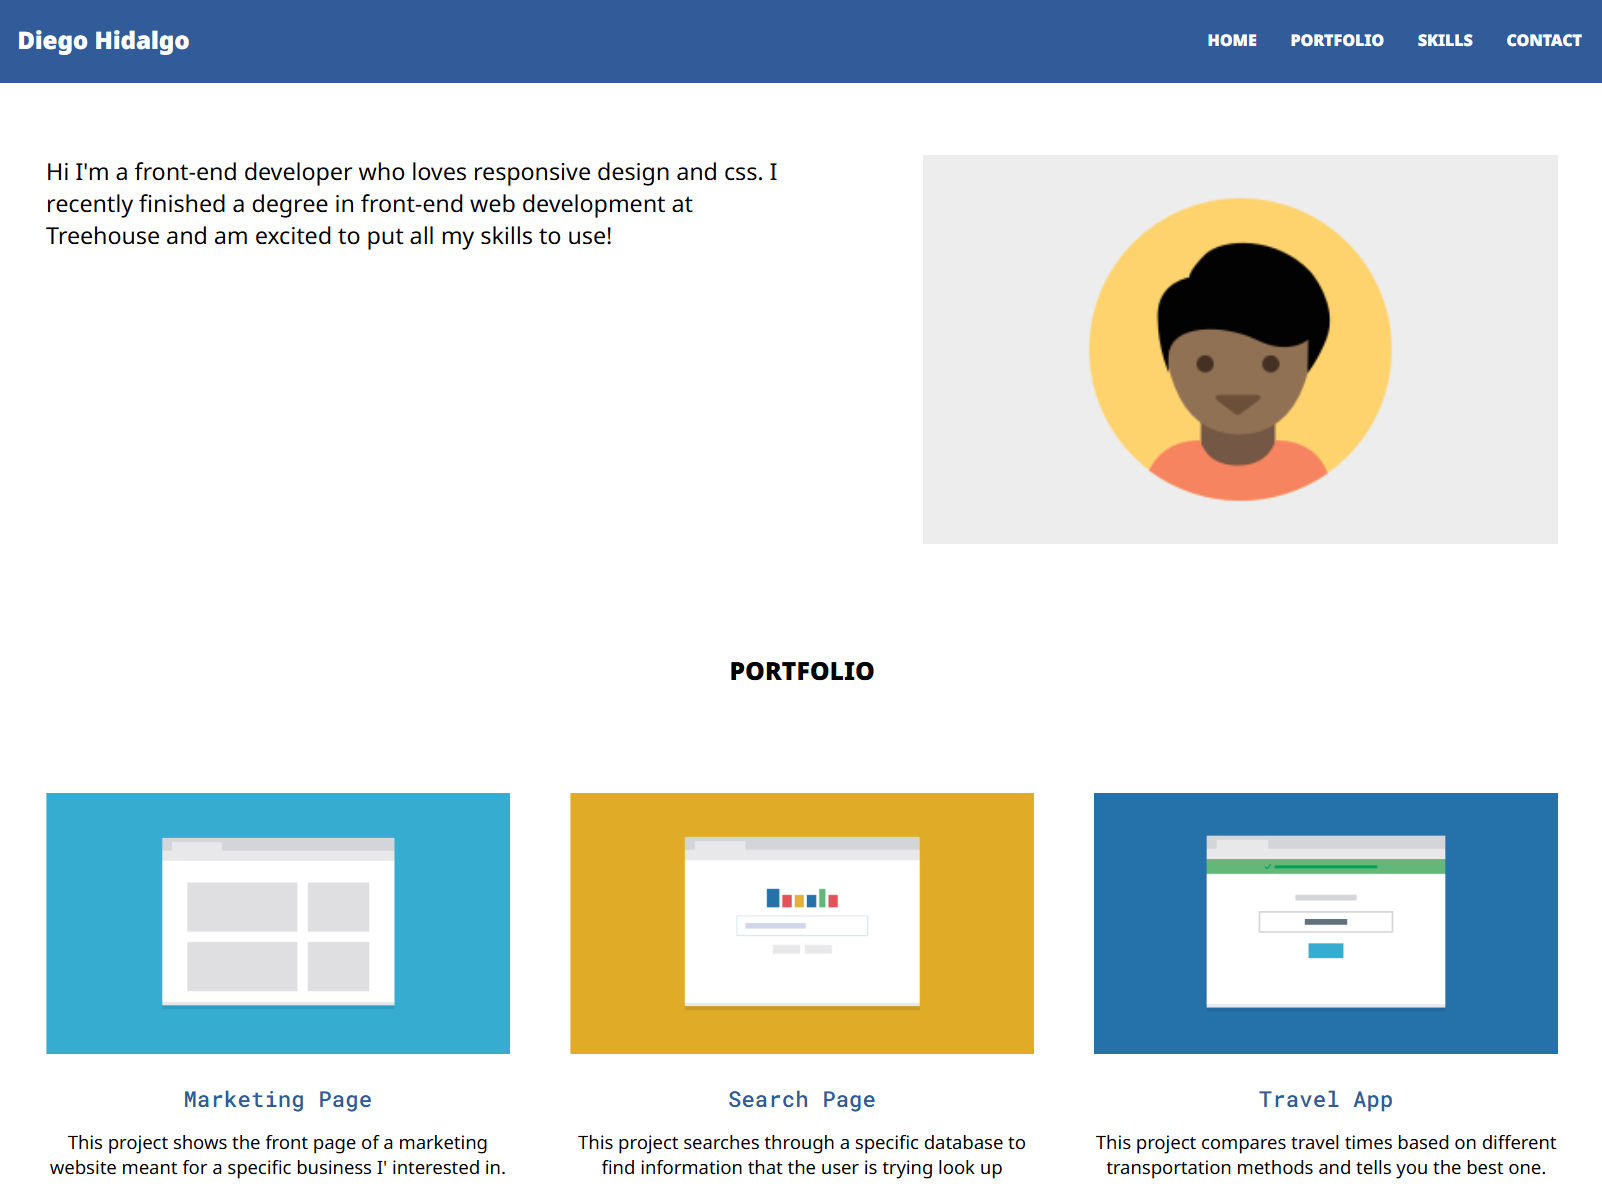 Diego Hidalgo
HOME PORTFOLIO SKILLS CONTACT
Hi I'm a front-end developer who loves responsive design and css. I
recently finished a degree in front-end web development at
Treehouse and am excited to put all my skills to use!
PORTFOLIO
Marketing Page
This project shows the front page of a marketing
website meant for a specific business I' interested in.
Search Page
This project searches through a specific database to
find information that the user is trying look up
Travel App
This project compares travel times based on different
transportation methods and tells you the best one.